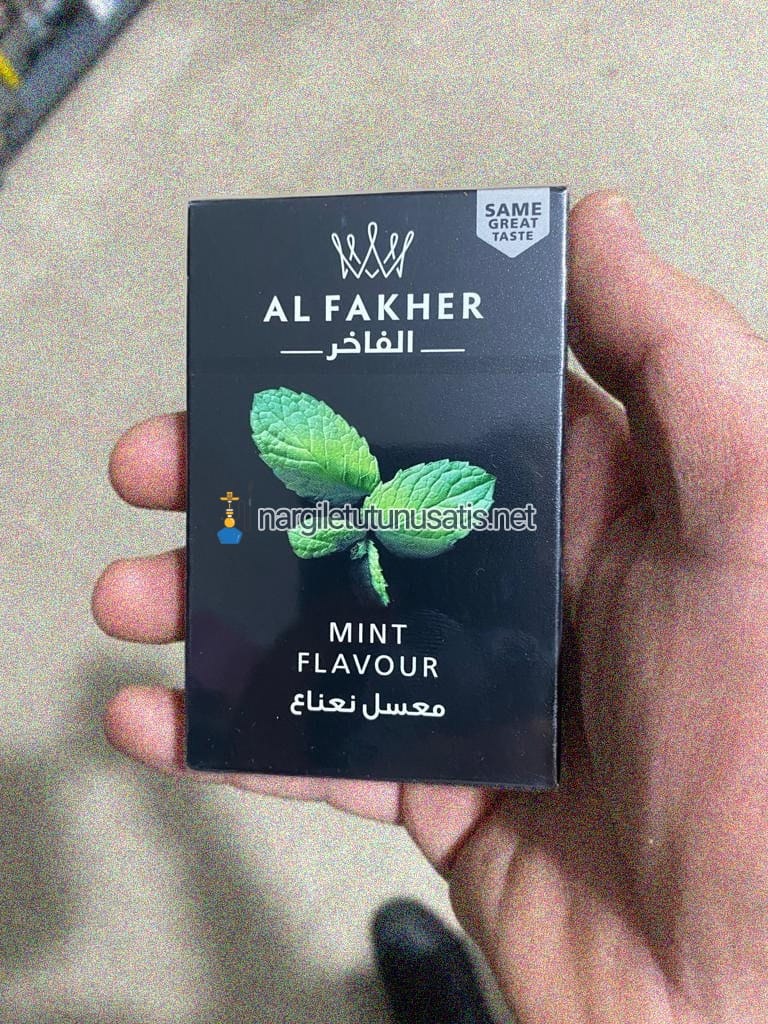 SAME
GREAT
TASTE
AL FAKHER
الفاخر
nargiletutunusatis.net
MINT
FLAVOUR
معسل نعناع